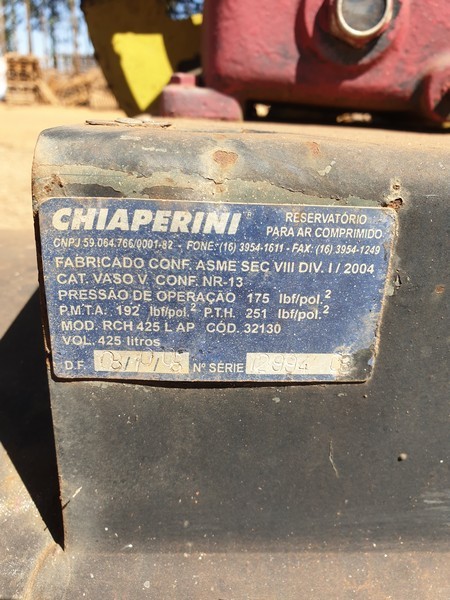 CHIAPERINI
RESERVATÓRIO
PARA AR COMPRIMIDO
CNPJ 59.064.766/0001-82 - FONE: (16) 3954-1611 - FAX: (16) 3954-1249
FABRICADO CONF. ASME SEC VIII DIV. I / 2004
CAT. VASO V CONF. NR-13
PRESSÃO DE OPERAÇÃO 175 lbf/pol.²
P.M.T.A. 192 lbf/pol.² P.T.H. 251 lbf/pol.²
MOD. RCH 425 L AP CÓD. 32130
VOL. 425 litros
D.F. Nº SÉRIE